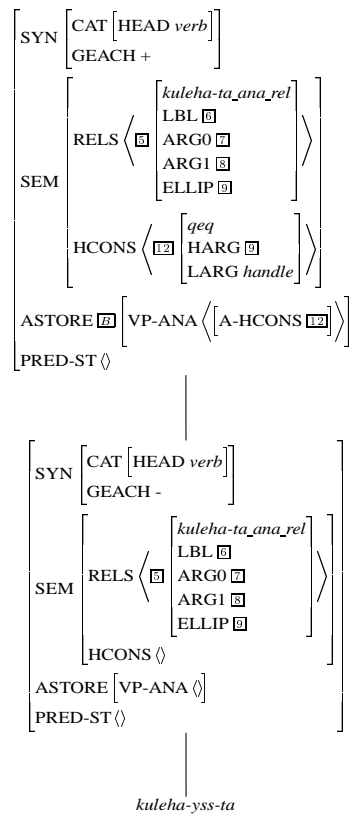 SYN
CAT [HEAD verb]
GEACH +
SEM
RELS ⟨ 5
kuleha-ta_ana_rel
LBL 6
ARG0 7
ARG1 8
ELLIP 9
⟩
HCONS ⟨ 12
qeq
HARG 9
LARG handle
⟩
ASTORE B [VP-ANA ⟨[A-HCONS 12]⟩]
PRED-ST ⟨⟩
SYN
CAT [HEAD verb]
GEACH -
SEM
RELS ⟨ 5
kuleha-ta_ana_rel
LBL 6
ARG0 7
ARG1 8
ELLIP 9
⟩
HCONS ⟨⟩
ASTORE [VP-ANA ⟨⟩]
PRED-ST ⟨⟩
kuleha-yss-ta